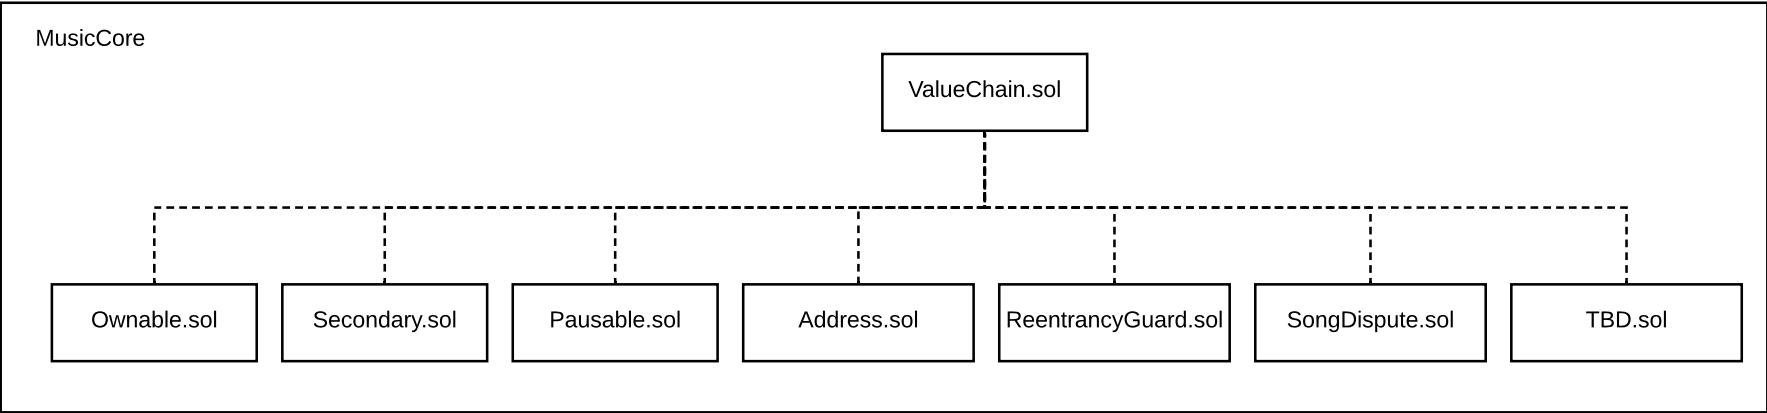 MusicCore
ValueChain.sol
Ownable.sol
Secondary.sol
Pausable.sol
Address.sol
ReentrancyGuard.sol
SongDispute.sol
TBD.sol